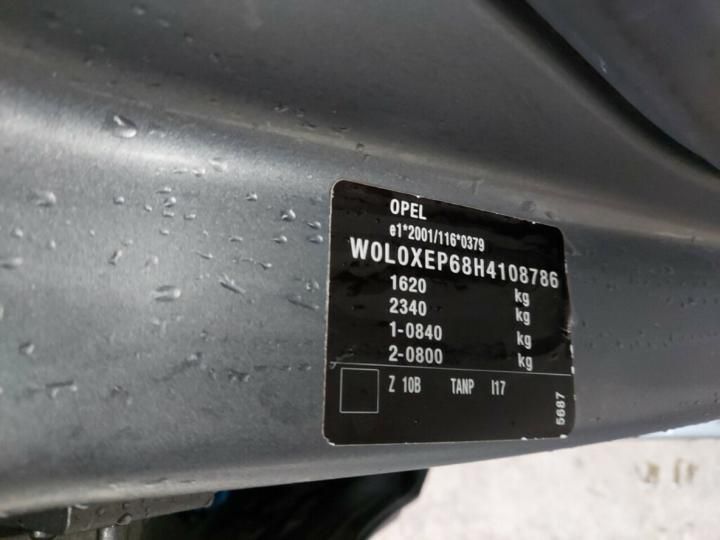 OPEL
e1*2001/116*0379
W0L0XEP68H4108786
1620 kg
2340 kg
1-0840 kg
2-0800 kg
Z 10B TANP I17
5687